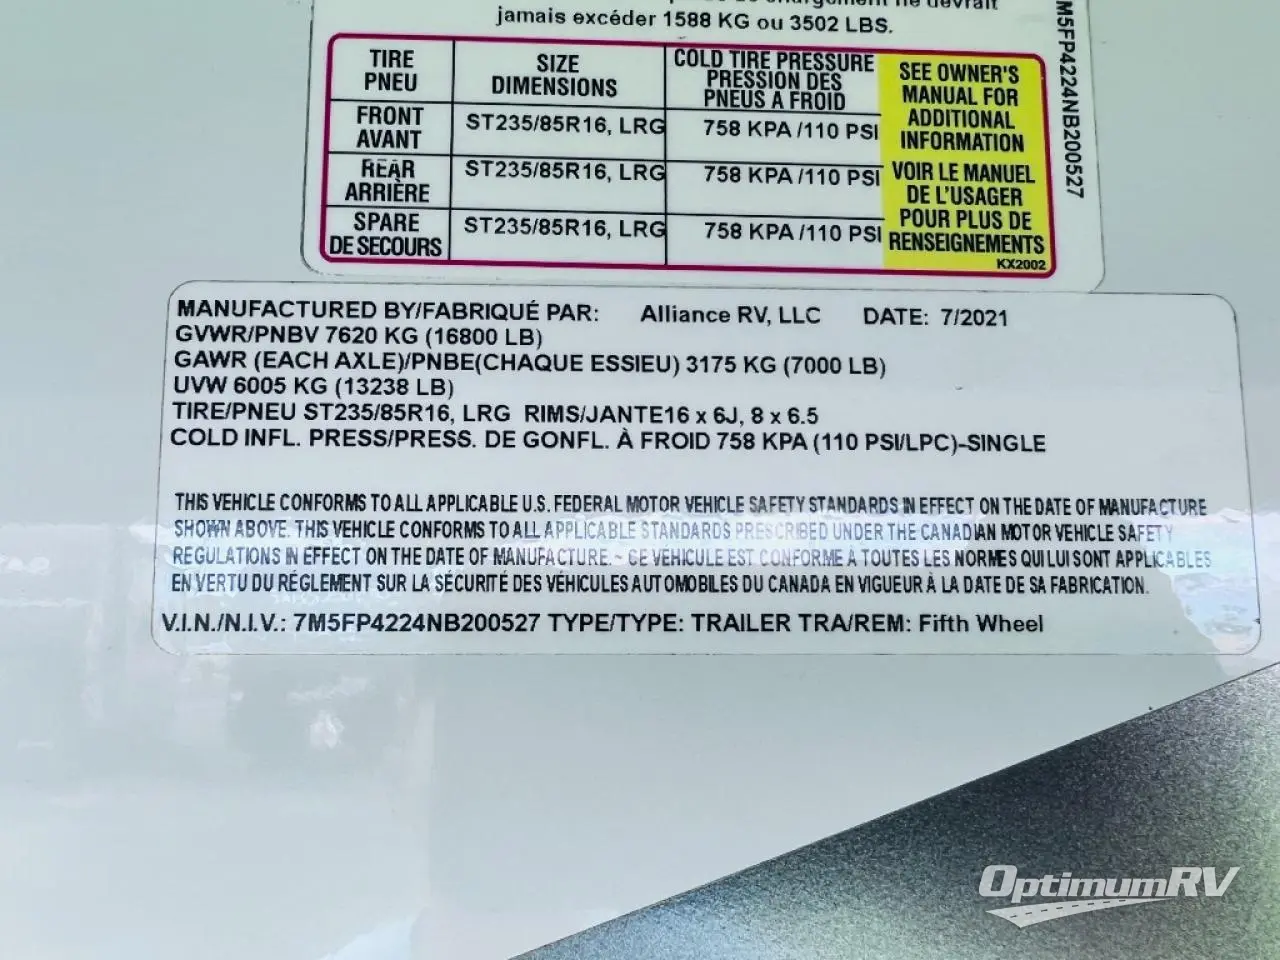 jamais excéder 1588 KG ou 3502 LBS.
TIRE PNEU
SIZE DIMENSIONS
COLD TIRE PRESSURE PRESSION DES PNEUS A FROID
FRONT AVANT
ST235/85R16, LRG
758 KPA /110 PSI
REAR ARRIÈRE
ST235/85R16, LRG
758 KPA /110 PSI
SPARE DE SECOURS
ST235/85R16, LRG
758 KPA /110 PSI
SEE OWNER'S
MANUAL FOR
ADDITIONAL
INFORMATION
VOIR LE MANUEL
DE L'USAGER
POUR PLUS DE
RENSEIGNEMENTS
KX2002
M5FP4224NB200527
MANUFACTURED BY/FABRIQUÉ PAR: Alliance RV, LLC DATE: 7/2021
GVWR/PNBV 7620 KG (16800 LB)
GAWR (EACH AXLE)/PNBE(CHAQUE ESSIEU) 3175 KG (7000 LB)
UVW 6005 KG (13238 LB)
TIRE/PNEU ST235/85R16, LRG RIMS/JANTE16 x 6J, 8 x 6.5
COLD INFL. PRESS/PRESS. DE GONFL. À FROID 758 KPA (110 PSI/LPC)-SINGLE
THIS VEHICLE CONFORMS TO ALL APPLICABLE U.S. FEDERAL MOTOR VEHICLE SAFETY STANDARDS IN EFFECT ON THE DATE OF MANUFACTURE
SHOWN ABOVE. THIS VEHICLE CONFORMS TO ALL APPLICABLE STANDARDS PRESCRIBED UNDER THE CANADIAN MOTOR VEHICLE SAFETY
REGULATIONS IN EFFECT ON THE DATE OF MANUFACTURE. - CE VEHICULE EST CONFORME À TOUTES LES NORMES QUI LUI SONT APPLICABLES
EN VERTU DU RÉGLEMENT SUR LA SÉCURITÉ DES VÉHICULES AUTOMOBILES DU CANADA EN VIGUEUR À LA DATE DE SA FABRICATION.
V.I.N./N.I.V.: 7M5FP4224NB200527 TYPE/TYPE: TRAILER TRA/REM: Fifth Wheel
OptimumRV